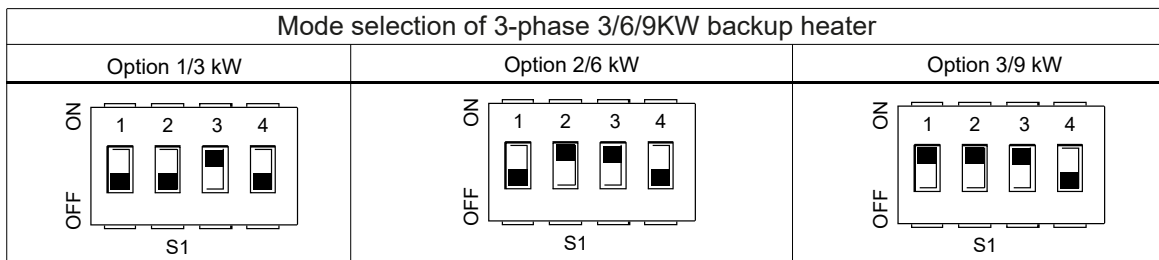 Mode selection of 3-phase 3/6/9KW backup heater
Option 1/3 kW
Option 2/6 kW
Option 3/9 kW
ON
1 2 3 4
OFF
S1
ON
1 2 3 4
OFF
S1
ON
1 2 3 4
OFF
S1